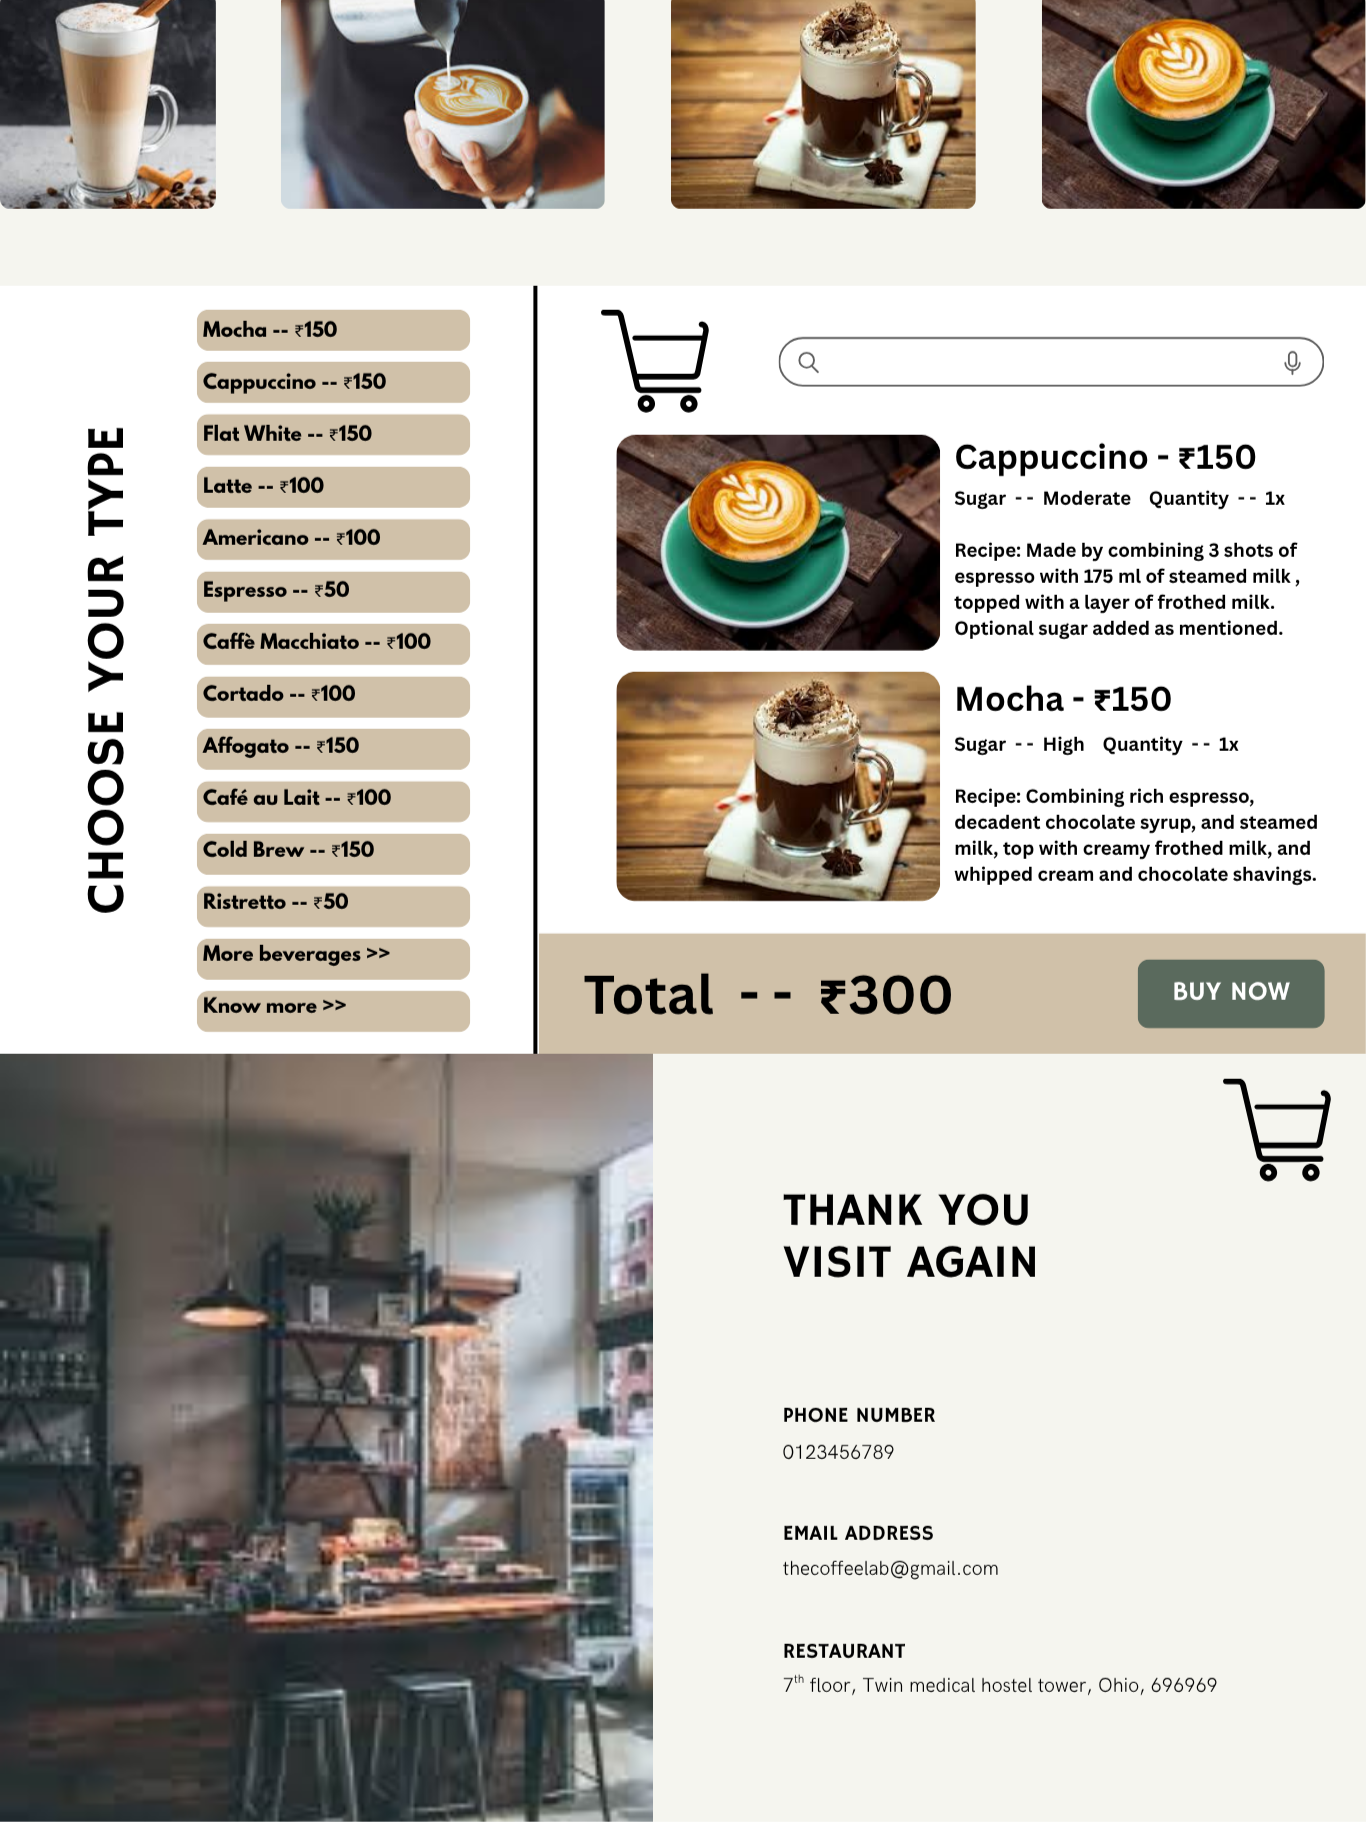 CHOOSE YOUR TYPE
Mocha -- ₹150
Cappuccino -- ₹150
Flat White -- ₹150
Latte -- ₹100
Americano -- ₹100
Espresso -- ₹50
Caffè Macchiato -- ₹100
Cortado -- ₹100
Affogato -- ₹150
Café au Lait -- ₹100
Cold Brew -- ₹150
Ristretto -- ₹50
More beverages >>
Know more >>
Cappuccino - ₹150
Sugar -- Moderate Quantity -- 1x
Recipe: Made by combining 3 shots of
espresso with 175 ml of steamed milk ,
topped with a layer of frothed milk.
Optional sugar added as mentioned.
Mocha - ₹150
Sugar -- High Quantity -- 1x
Recipe: Combining rich espresso,
decadent chocolate syrup, and steamed
milk, top with creamy frothed milk, and
whipped cream and chocolate shavings.
Total -- ₹300
BUY NOW
THANK YOU
VISIT AGAIN
PHONE NUMBER
0123456789
EMAIL ADDRESS
thecoffeelab@gmail.com
RESTAURANT
7th floor, Twin medical hostel tower, Ohio, 696969